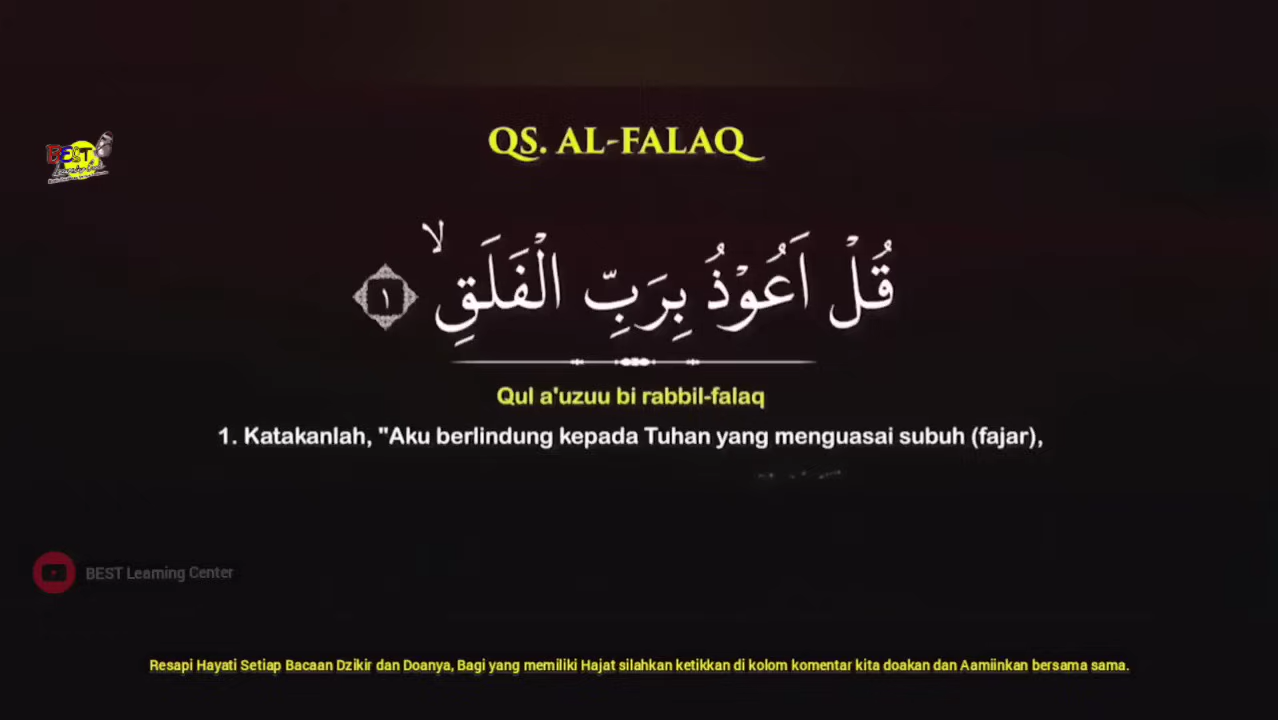 BEST
QS. AL-FALAQ
قُلْ اَعُوْذُ بِرَبِّ الْفَلَقِۙ ١
Qul a'uzuu bi rabbil-falaq
1. Katakanlah, "Aku berlindung kepada Tuhan yang menguasai subuh (fajar),
BEST Learning Center
Resapi Hayati Setiap Bacaan Dzikir dan Doanya, Bagi yang memiliki Hajat silahkan ketikkan di kolom komentar kita doakan dan Aamiinkan bersama sama.